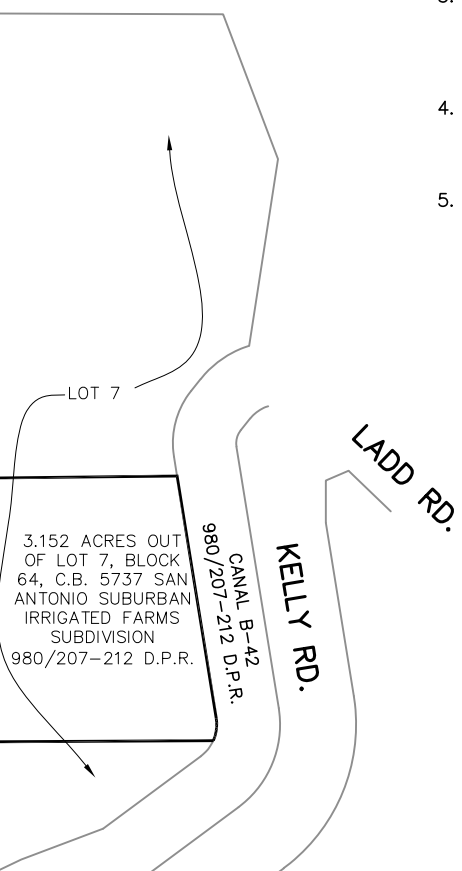 4.
5.
LOT 7
LADD RD.
3.152 ACRES OUT
OF LOT 7, BLOCK
64, C.B. 5737 SAN
ANTONIO SUBURBAN
IRRIGATED FARMS
SUBDIVISION
980/207-212 D.P.R.
CANAL B-42
980/207-212 D.P.R.
KELLY RD.